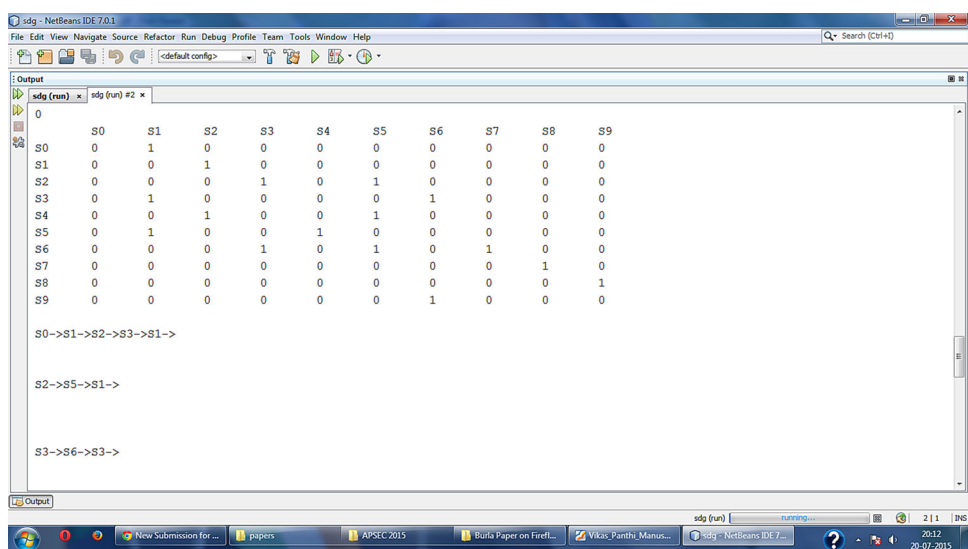 sdg - NetBeans IDE 7.0.1
File Edit View Navigate Source Refactor Run Debug Profile Team Tools Window Help
Search (Ctrl+I)
<default config>
Output
sdg (run) × sdg (run) #2 ×
0
S0 S1 S2 S3 S4 S5 S6 S7 S8 S9
S0 0 1 0 0 0 0 0 0 0 0
S1 0 0 1 0 0 0 0 0 0 0
S2 0 0 0 1 0 1 0 0 0 0
S3 0 1 0 0 0 0 1 0 0 0
S4 0 0 1 0 0 1 0 0 0 0
S5 0 1 0 0 1 0 0 0 0 0
S6 0 0 0 1 0 1 0 1 0 0
S7 0 0 0 0 0 0 0 0 1 0
S8 0 0 0 0 0 0 0 0 0 1
S9 0 0 0 0 0 0 1 0 0 0
S0->S1->S2->S3->S1->
S2->S5->S1->
S3->S6->S3->
Output
sdg (run) running... 2 | 1 INS
New Submission for ... papers APSEC 2015 Burla Paper on Firefl... Vikas_Panthi_Manus... sdg - NetBeans IDE 7.... 20:12
20-07-2015